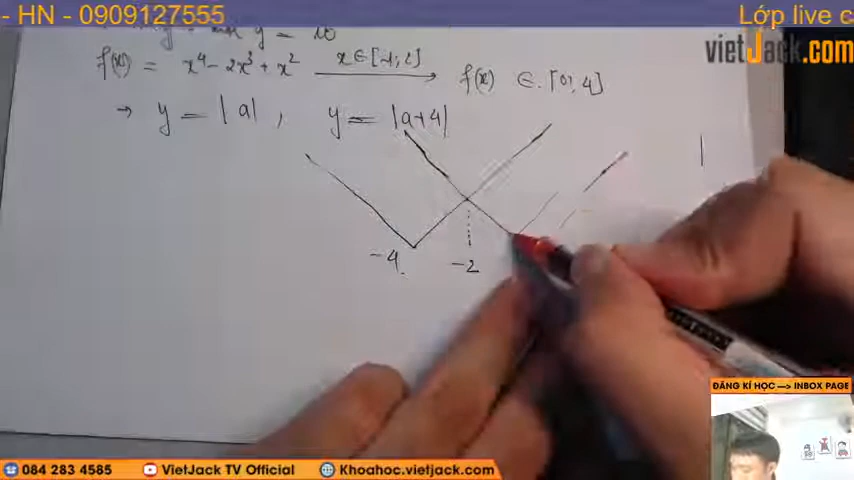 - HN - 0909127555
Lớp live c
vietJack.com
y = 10
f(x) = x⁴ - 2x³ + x² x ∈ [-1; 2] f(x) ∈ [0; 4]
→ y = |a| , y = |a+4|
-4 -2
ĐĂNG KÍ HỌC ---> INBOX PAGE
084 283 4585 VietJack TV Official Khoahoc.vietjack.com